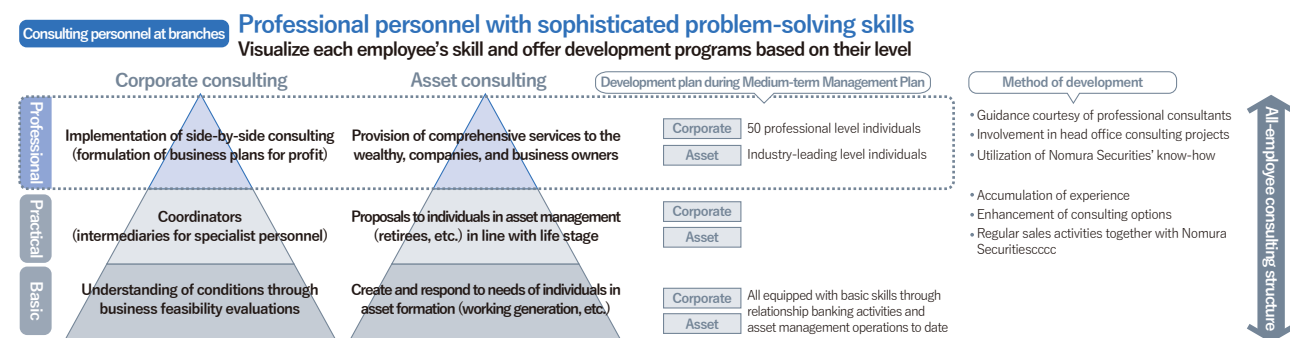 Consulting personnel at branches
Professional personnel with sophisticated problem-solving skills
Visualize each employee's skill and offer development programs based on their level
Corporate consulting
Asset consulting
Development plan during Medium-term Management Plan
Method of development
Professional
Implementation of side-by-side consulting
(formulation of business plans for profit)
Provision of comprehensive services to the
wealthy, companies, and business owners
Corporate 50 professional level individuals
Asset Industry-leading level individuals
• Guidance courtesy of professional consultants
• Involvement in head office consulting projects
• Utilization of Nomura Securities' know-how
Practical
Coordinators
(intermediaries for specialist personnel)
Proposals to individuals in asset management
(retirees, etc.) in line with life stage
Corporate
Asset
• Accumulation of experience
• Enhancement of consulting options
• Regular sales activities together with Nomura
Securitiescccc
Basic
Understanding of conditions through
business feasibility evaluations
Create and respond to needs of individuals in
asset formation (working generation, etc.)
Corporate
Asset
All equipped with basic skills through
relationship banking activities and
asset management operations to date
All-employee consulting structure